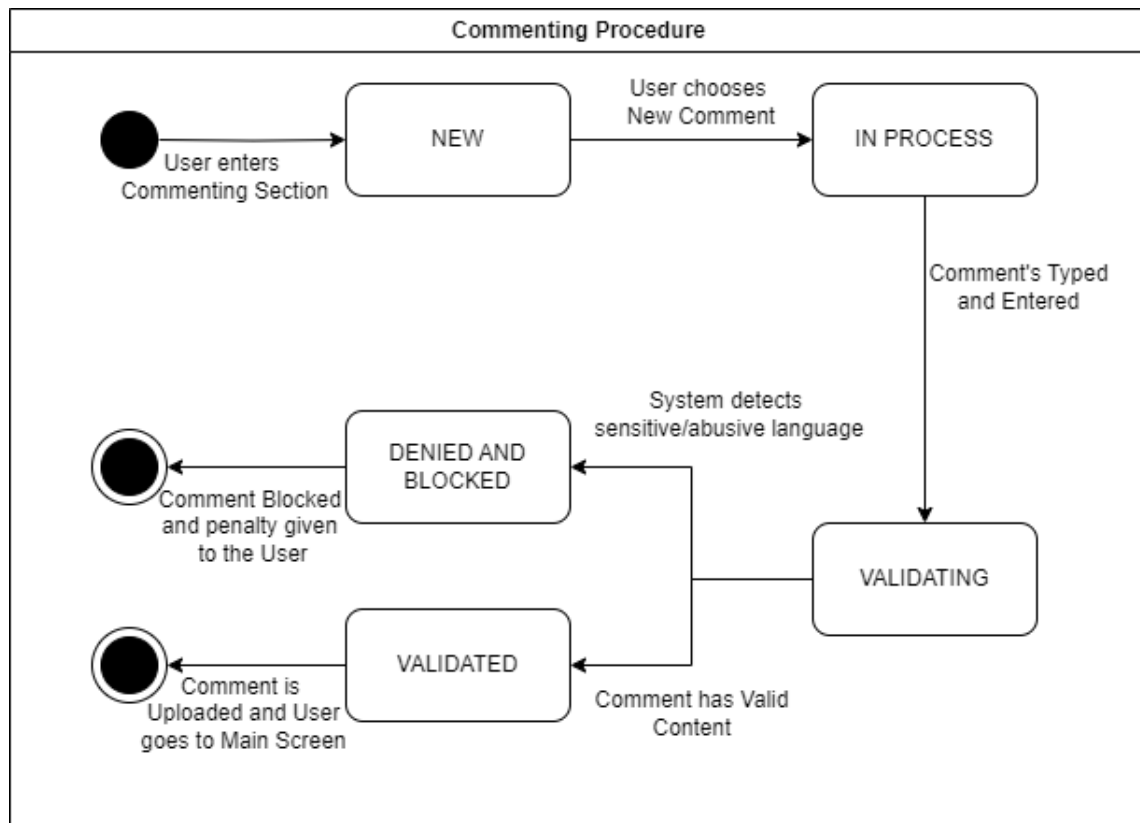 Commenting Procedure
User enters
Commenting Section
NEW
User chooses
New Comment
IN PROCESS
Comment's Typed
and Entered
System detects
sensitive/abusive language
DENIED AND
BLOCKED
Comment Blocked
and penalty given
to the User
VALIDATING
VALIDATED
Comment has Valid
Content
Comment is
Uploaded and User
goes to Main Screen